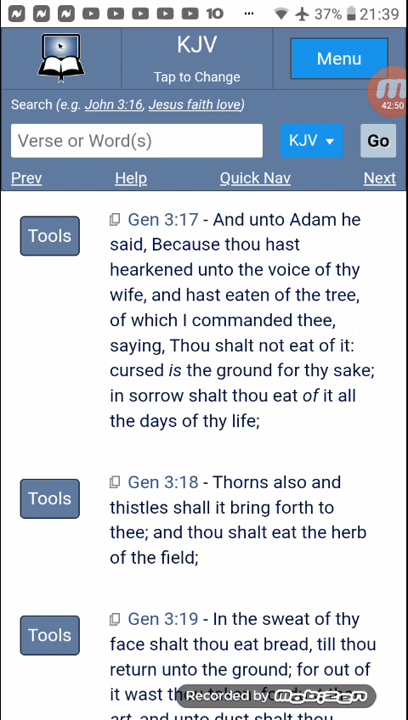 10 ... 37% 21:39
KJV
Tap to Change
Menu
42:50
Search (e.g. John 3:16, Jesus faith love)
Verse or Word(s)
KJV
Go
Prev Help Quick Nav Next
Tools
Gen 3:17 - And unto Adam he
said, Because thou hast
hearkened unto the voice of thy
wife, and hast eaten of the tree,
of which I commanded thee,
saying, Thou shalt not eat of it:
cursed is the ground for thy sake;
in sorrow shalt thou eat of it all
the days of thy life;
Tools
Gen 3:18 - Thorns also and
thistles shall it bring forth to
thee; and thou shalt eat the herb
of the field;
Tools
Gen 3:19 - In the sweat of thy
face shalt thou eat bread, till thou
return unto the ground; for out of
it wast
Recorded by mobizen
art, and unto dust shalt thou